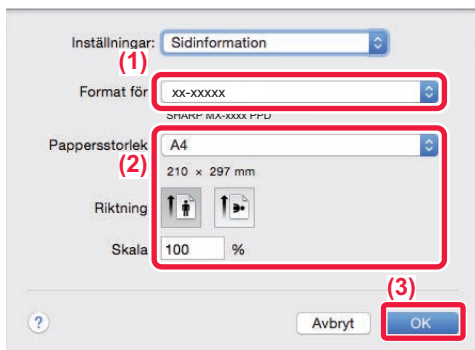 Inställningar: Sidinformation
(1)
Format för xx-xxxxx
SHARP MX-xxxx PPD
Pappersstorlek A4
(2)
210 × 297 mm
Riktning
Skala 100 %
(3)
? Avbryt OK